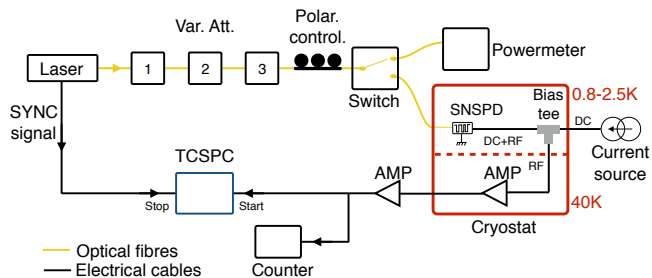 Var. Att.
Polar.
control.
Laser
1
2
3
Switch
Powermeter
SYNC
signal
0.8-2.5K
SNSPD
Bias
tee
DC
DC+RF
RF
Current
source
TCSPC
Stop
Start
AMP
AMP
40K
Cryostat
Counter
Optical fibres
Electrical cables